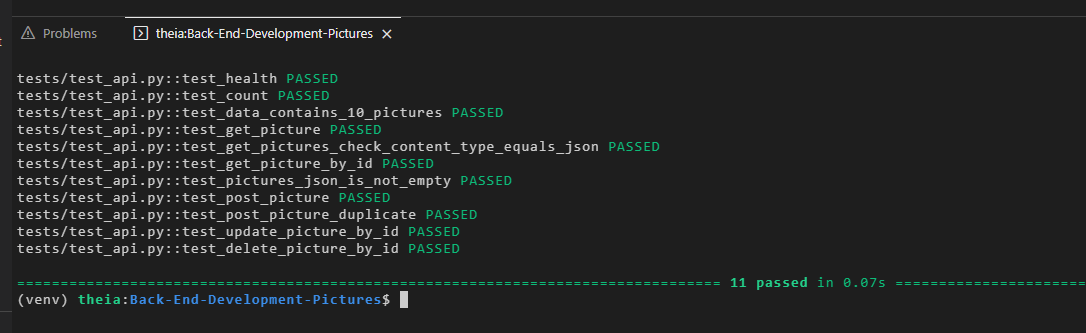 Problems theia:Back-End-Development-Pictures
tests/test_api.py::test_health PASSED
tests/test_api.py::test_count PASSED
tests/test_api.py::test_data_contains_10_pictures PASSED
tests/test_api.py::test_get_picture PASSED
tests/test_api.py::test_get_pictures_check_content_type_equals_json PASSED
tests/test_api.py::test_get_picture_by_id PASSED
tests/test_api.py::test_pictures_json_is_not_empty PASSED
tests/test_api.py::test_post_picture PASSED
tests/test_api.py::test_post_picture_duplicate PASSED
tests/test_api.py::test_update_picture_by_id PASSED
tests/test_api.py::test_delete_picture_by_id PASSED
================================================================================= 11 passed in 0.07s ======================
(venv) theia:Back-End-Development-Pictures$